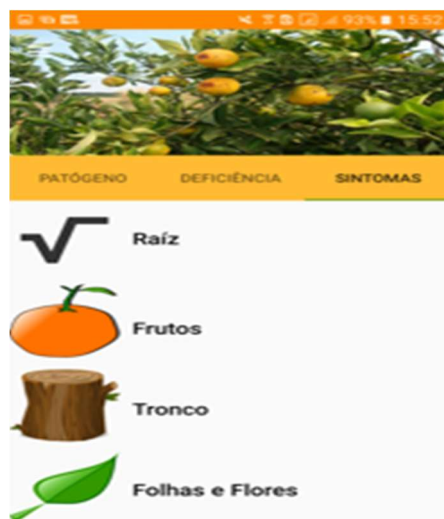 93% 15:52
PATÓGENO DEFICIÊNCIA SINTOMAS
Raíz
Frutos
Tronco
Folhas e Flores